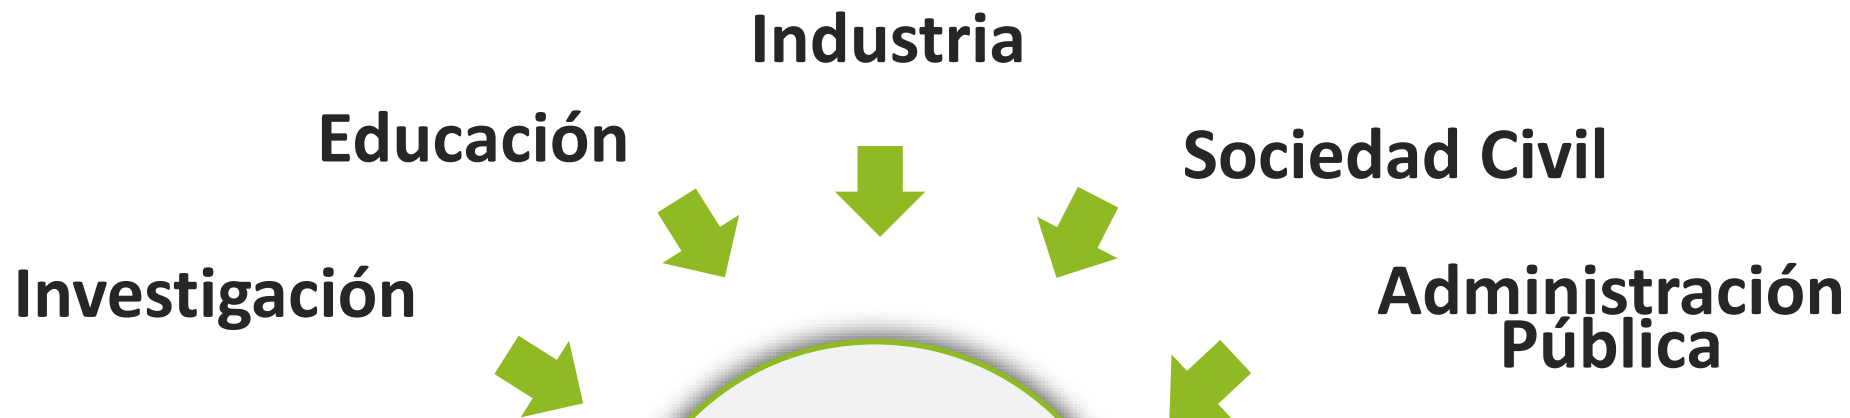 Industria
Educación
Sociedad Civil
Investigación
Administración
Pública